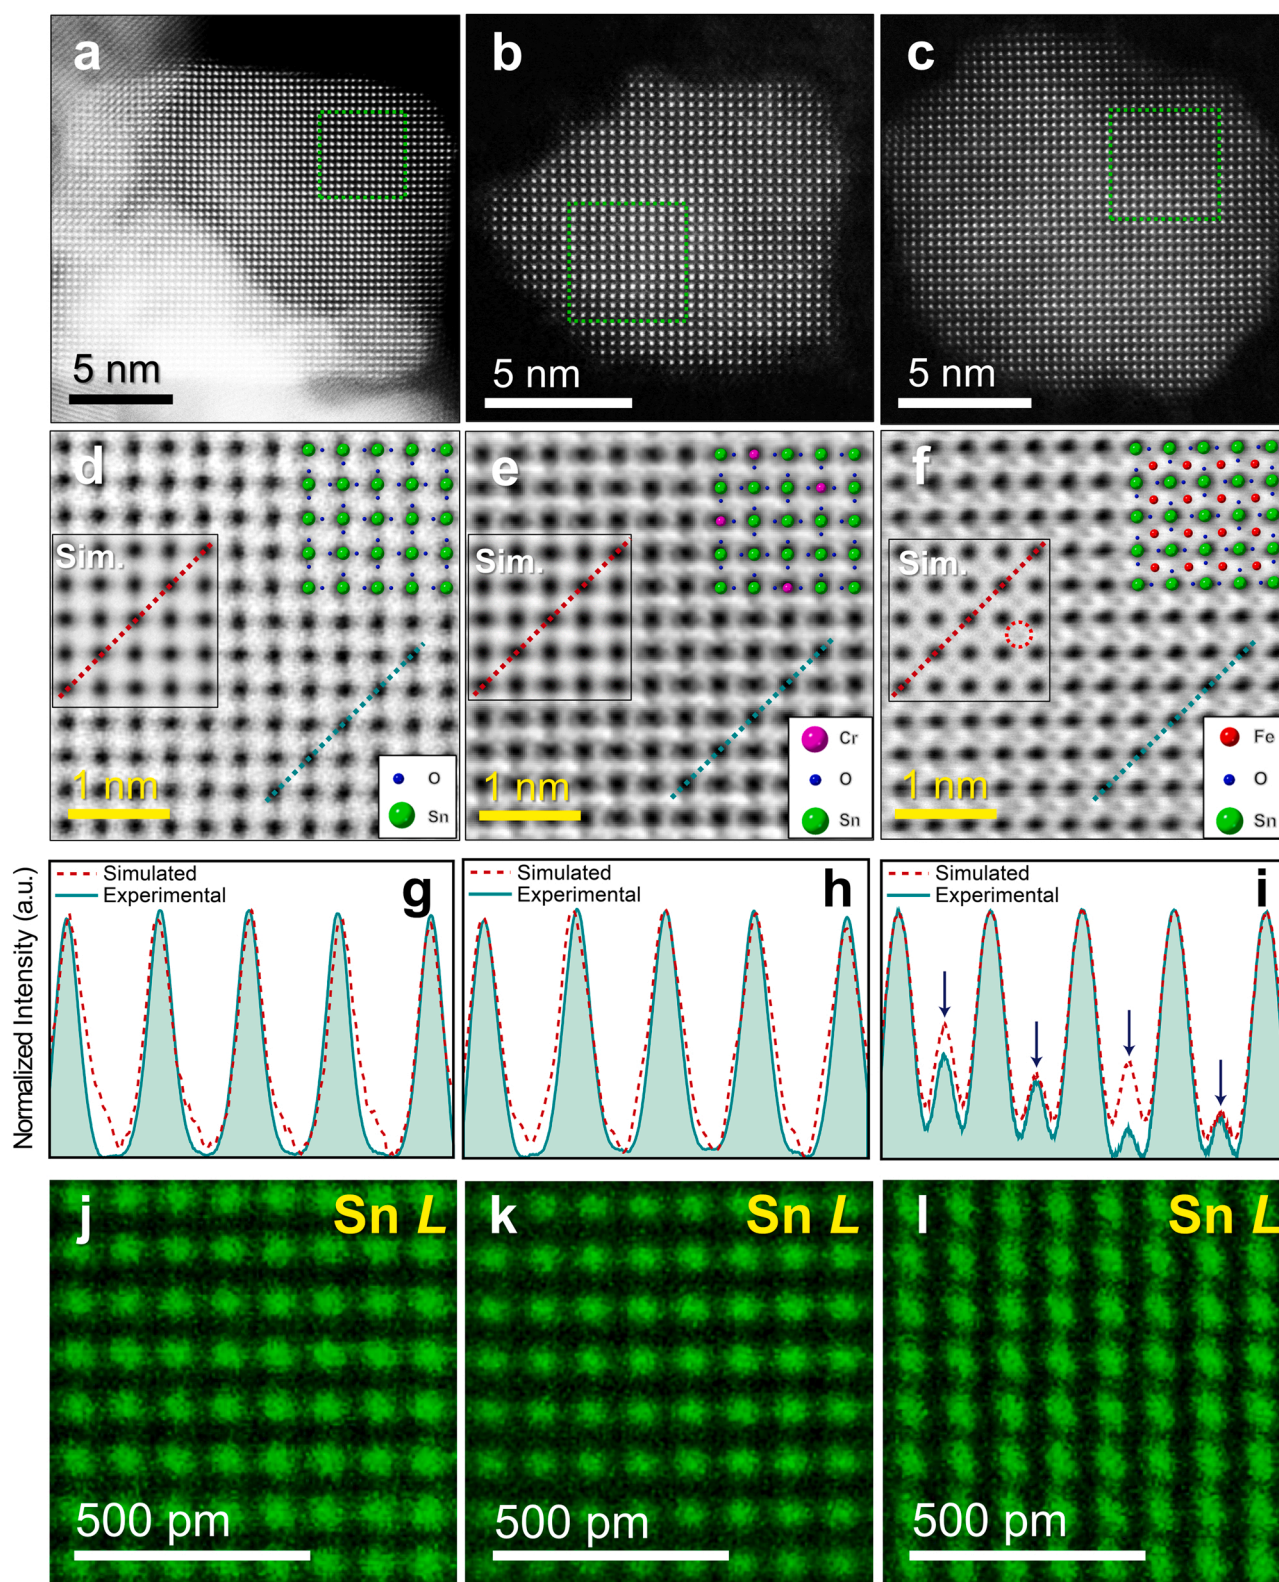 a
b
c
5 nm
5 nm
5 nm
d
e
f
Sim.
Sim.
Sim.
1 nm
O
Sn
1 nm
Cr
O
Sn
1 nm
Fe
O
Sn
Normalized Intensity (a.u.)
Simulated
Experimental
g
Simulated
Experimental
h
Simulated
Experimental
i
j
Sn L
k
Sn L
l
Sn L
500 pm
500 pm
500 pm